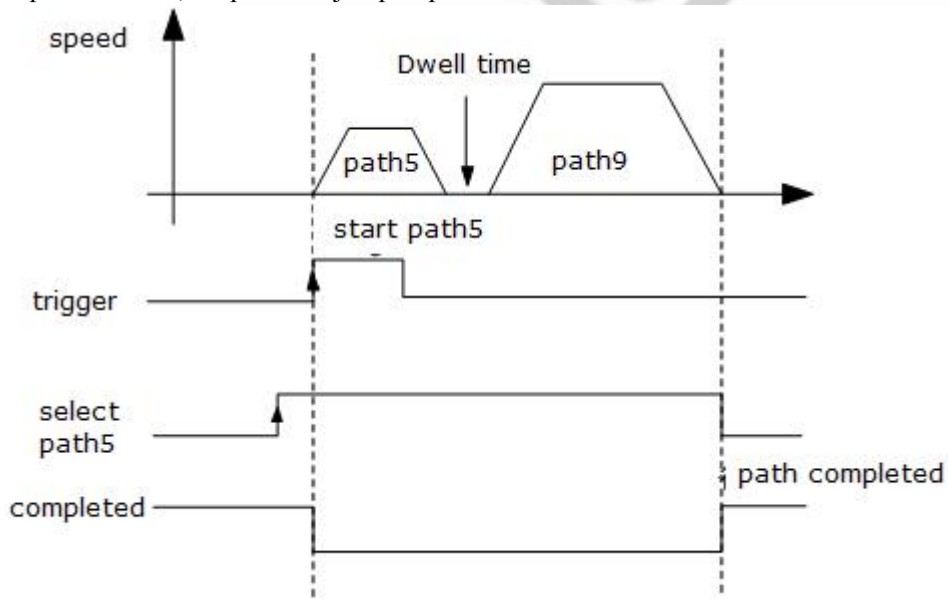 speed
Dwell time
path5
path9
start path5
trigger
select
path5
path completed
completed